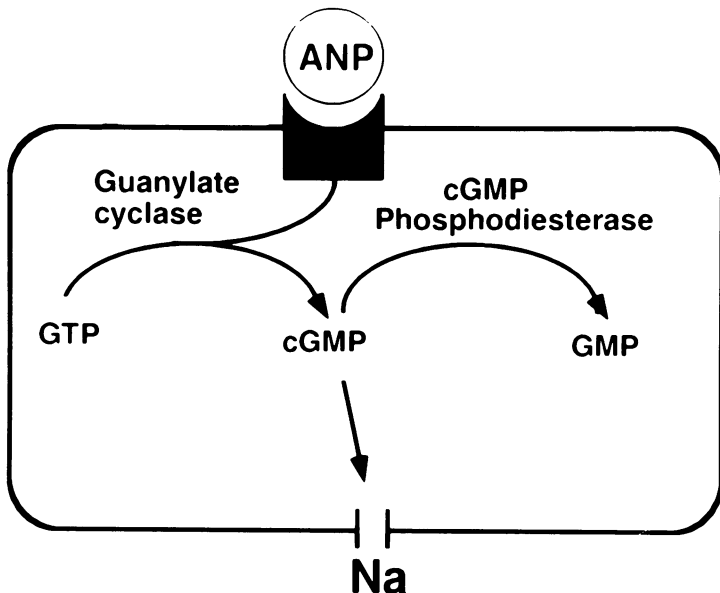 ANP
Guanylate
cyclase
cGMP
Phosphodiesterase
GTP
cGMP
GMP
Na